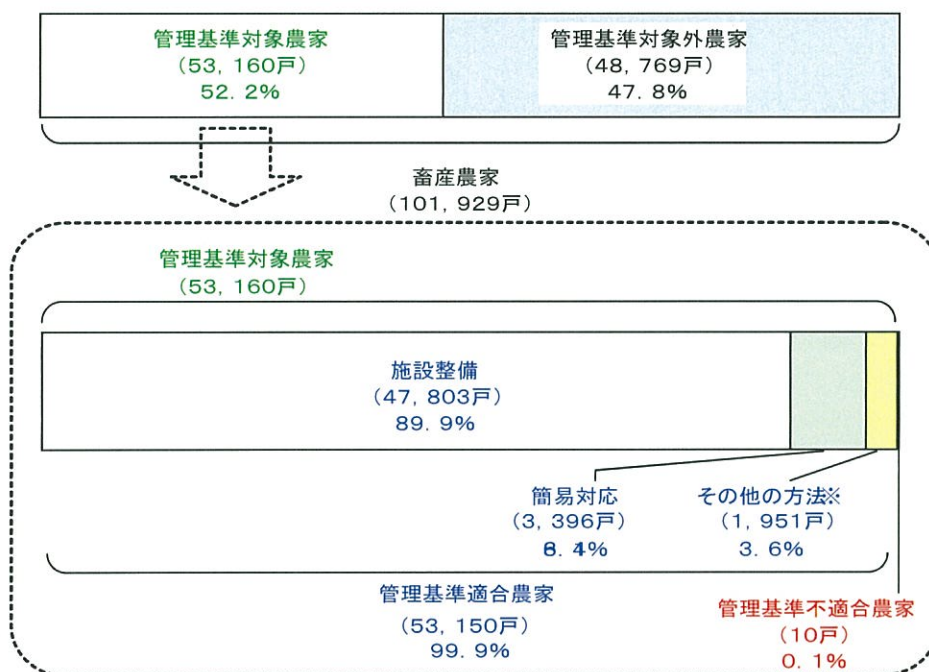 管理基準対象農家
(53, 160戸)
52. 2%
管理基準対象外農家
(48, 769戸)
47. 8%
畜産農家
(101, 929戸)
管理基準対象農家
(53, 160戸)
施設整備
(47, 803戸)
89. 9%
簡易対応
(3, 396戸)
その他の方法※
(1, 951戸)
3. 6%
管理基準適合農家
(53, 150戸)
99. 9%
管理基準不適合農家
(10戸)
0. 1%